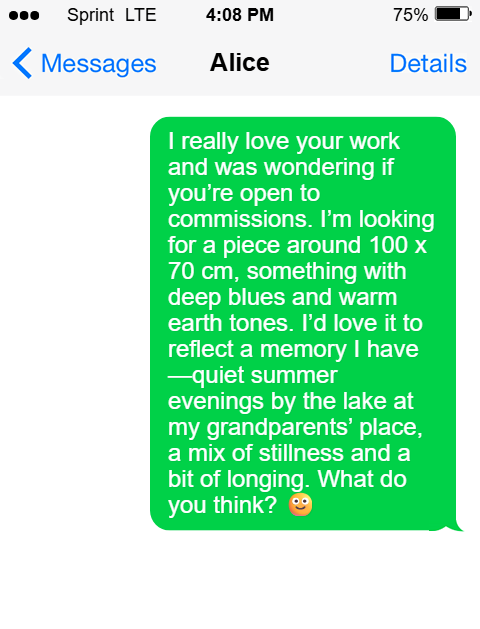 Sprint LTE 4:08 PM 75%
Messages Alice Details
I really love your work
and was wondering if
you’re open to
commissions. I’m looking
for a piece around 100 x
70 cm, something with
deep blues and warm
earth tones. I’d love it to
reflect a memory I have
—quiet summer
evenings by the lake at
my grandparents’ place,
a mix of stillness and a
bit of longing. What do
you think? 🙂